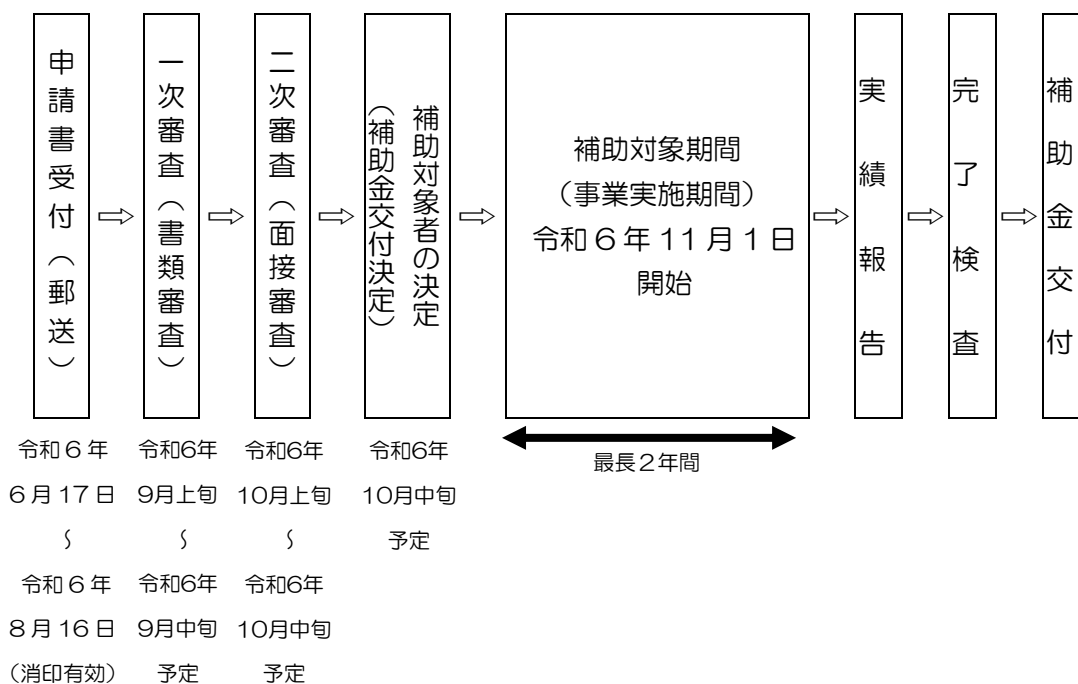 申請書受付（郵送）
⇨
一次審査（書類審査）
⇨
二次審査（面接審査）
⇨
補助対象者の決定
（補助金交付決定）
⇨
補助対象期間
（事業実施期間）
令和６年 11 月１日
開始
⇨
実績報告
⇨
完了検査
⇨
補助金交付
令和６年
６月 17 日
～
令和６年
８月 16 日
（消印有効）
令和6年
9月上旬
～
令和6年
9月中旬
予定
令和6年
10月上旬
～
令和6年
10月中旬
予定
令和6年
10月中旬
予定
最長２年間